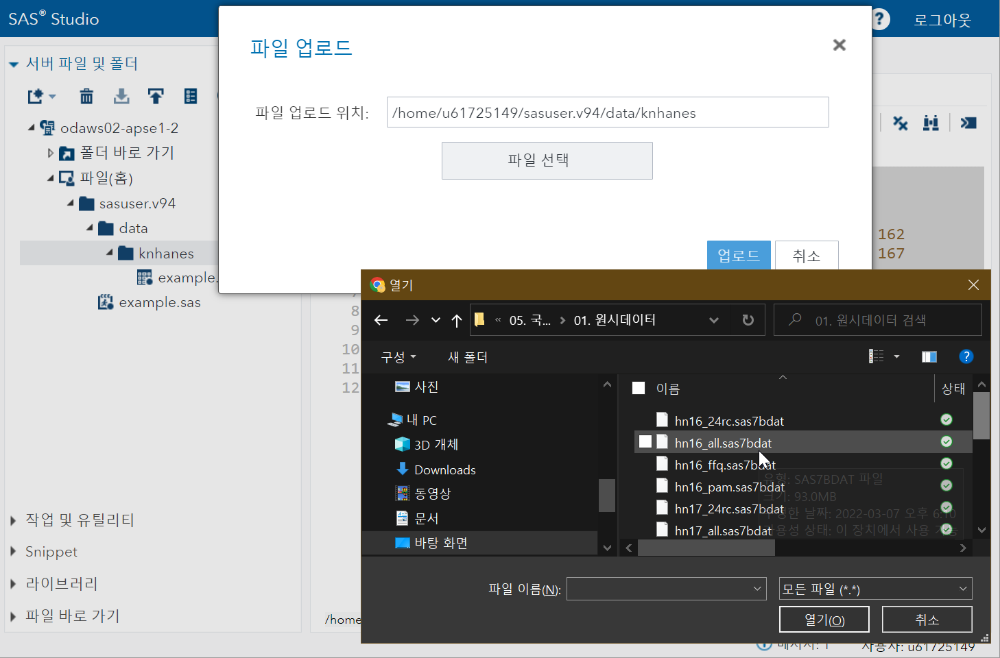 SAS® Studio
로그아웃
서버 파일 및 폴더
odaws02-apse1-2
폴더 바로 가기
파일(홈)
sasuser.v94
data
knhanes
example.
example.sas
작업 및 유틸리티
Snippet
라이브러리
파일 바로 가기
파일 업로드
파일 업로드 위치:
/home/u61725149/sasuser.v94/data/knhanes
파일 선택
업로드
취소
162
167
8
9
10
11
12
/home
열기
« 05. 국... > 01. 원시데이터
01. 원시데이터 검색
구성
새 폴더
사진
내 PC
3D 개체
Downloads
동영상
문서
바탕 화면
이름
상태
hn16_24rc.sas7bdat
hn16_all.sas7bdat
hn16_ffq.sas7bdat
hn16_pam.sas7bdat
hn17_24rc.sas7bdat
hn17_all.sas7bdat
유형: SAS7BDAT 파일
크기: 93.0MB
수정한 날짜: 2022-03-07 오후 6:10
가용성 상태: 이 장치에서 사용 가능
파일 이름(N):
모든 파일 (*.*)
열기(O)
취소
메시지: 1
사용자: u61725149